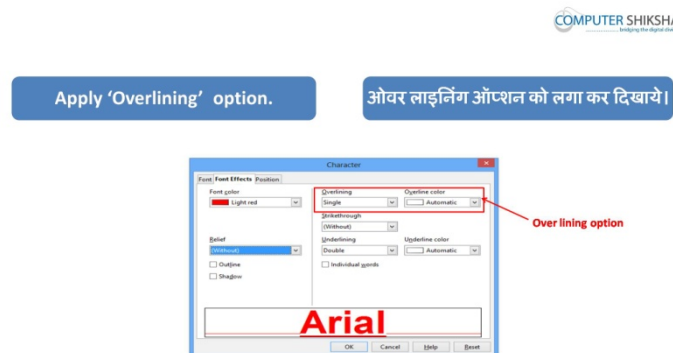 COMPUTER SHIKSHA
bridging the digital divi
Apply 'Overlining' option.
ओवर लाइनिंग ऑप्शन को लगा कर दिखाये।
Character
Font Font Effects Position
Font color
Light red
Overlining
Single
Overline color
Automatic
Strikethrough
(Without)
Relief
(Without)
Underlining
Double
Underline color
Automatic
Outline
Individual words
Shadow
Over lining option
Arial
OK Cancel Help Reset